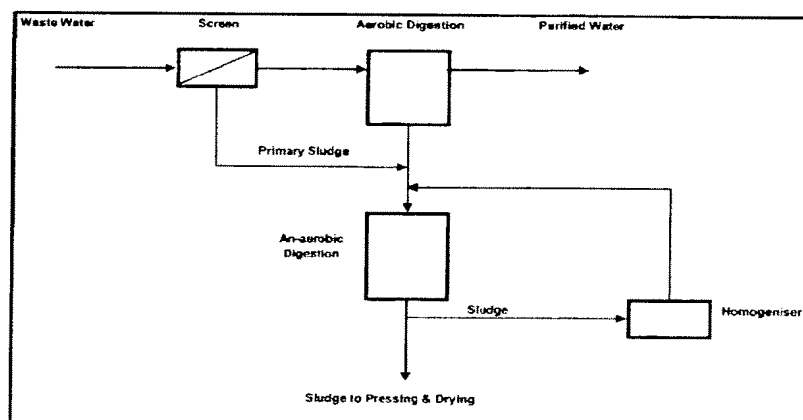 Waste Water
Screen
Aerobic Digestion
Purified Water
Primary Sludge
An-aerobic
Digestion
Sludge
Homogeniser
Sludge to Pressing & Drying